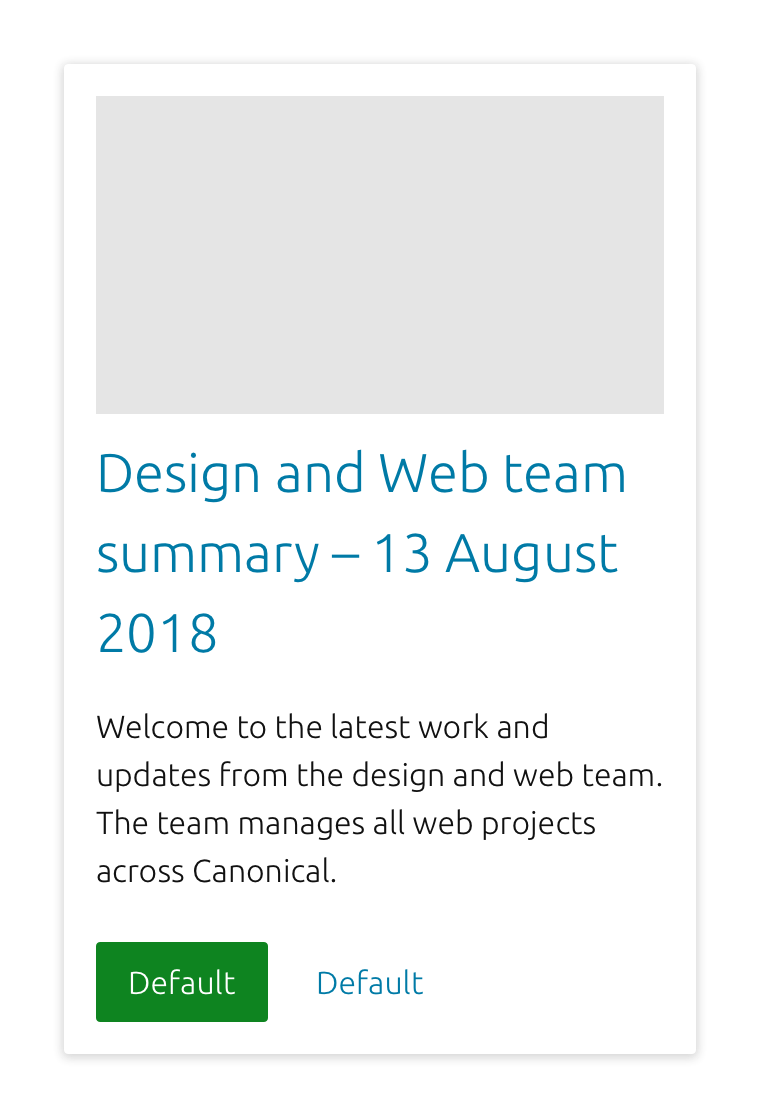 Design and Web team
summary – 13 August
2018
Welcome to the latest work and
updates from the design and web team.
The team manages all web projects
across Canonical.
Default Default